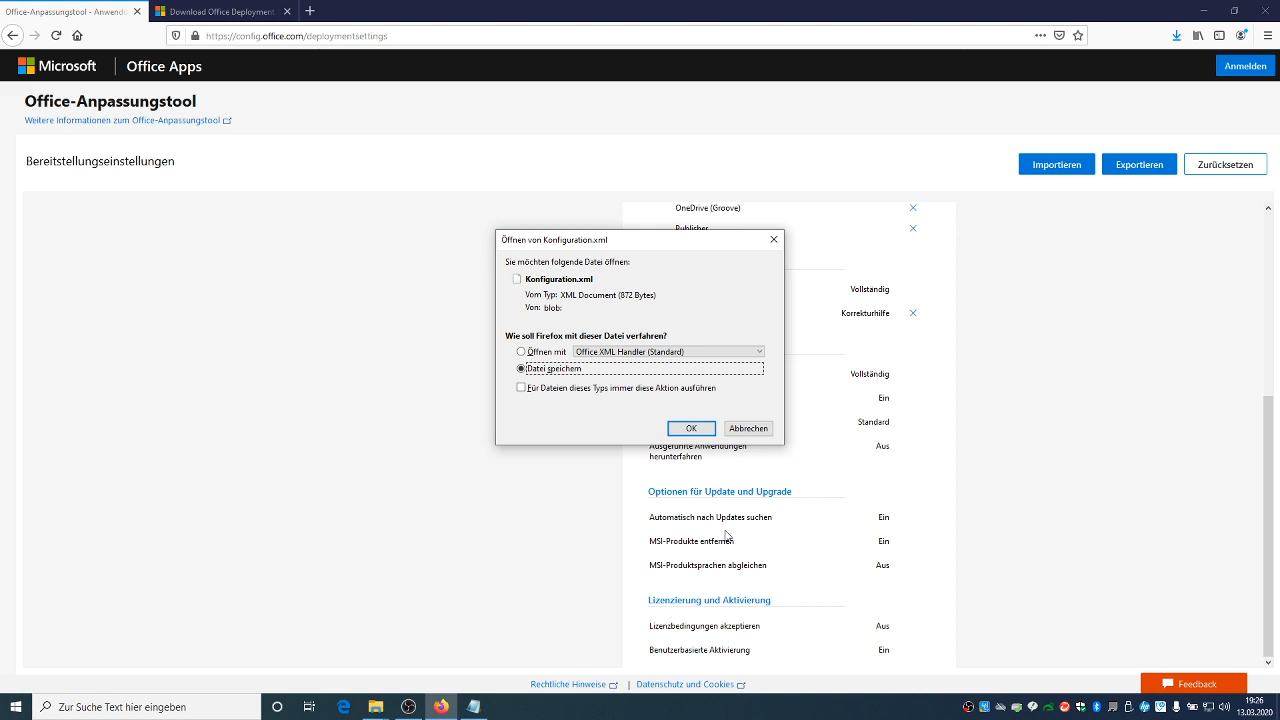 Office-Anpassungstool - Anwendu
Download Office Deployment
https://config.office.com/deploymentsettings
Microsoft
Office Apps
Anmelden
Office-Anpassungstool
Weitere Informationen zum Office-Anpassungstool
Bereitstellungseinstellungen
Importieren
Exportieren
Zurücksetzen
OneDrive (Groove)
Publisher
Öffnen von Konfiguration.xml
Sie möchten folgende Datei öffnen:
Konfiguration.xml
Vom Typ: XML Document (872 Bytes)
Von: blob:
Wie soll Firefox mit dieser Datei verfahren?
Öffnen mit Office XML Handler (Standard)
Datei speichern
Für Dateien dieses Typs immer diese Aktion ausführen
OK
Abbrechen
Vollständig
Korrekturhilfe
Vollständig
Ein
Standard
Ausgeführte Anwendungen
herunterfahren
Aus
Optionen für Update und Upgrade
Automatisch nach Updates suchen Ein
MSI-Produkte entfernen Ein
MSI-Produktsprachen abgleichen Aus
Lizenzierung und Aktivierung
Lizenzbedingungen akzeptieren Aus
Benutzerbasierte Aktivierung Ein
Rechtliche Hinweise | Datenschutz und Cookies
Feedback
Zur Suche Text hier eingeben
19:26
13.03.2020